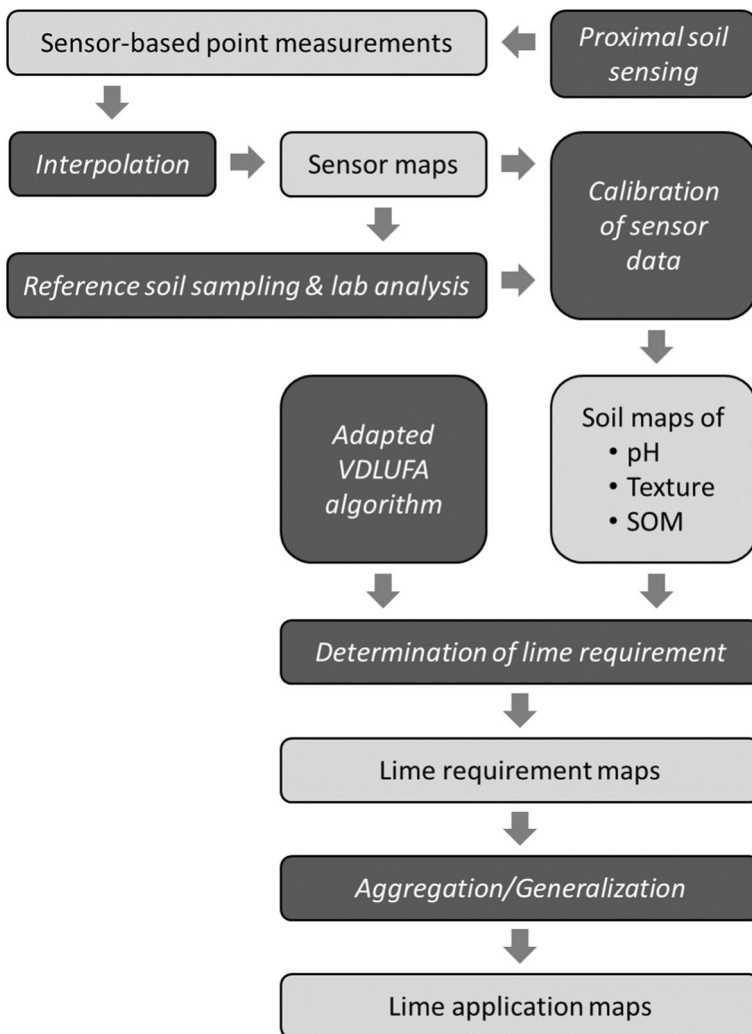 Sensor-based point measurements
Proximal soil
sensing
Interpolation
Sensor maps
Calibration
of sensor
data
Reference soil sampling & lab analysis
Adapted
VDLUFA
algorithm
Soil maps of
• pH
• Texture
• SOM
Determination of lime requirement
Lime requirement maps
Aggregation/Generalization
Lime application maps